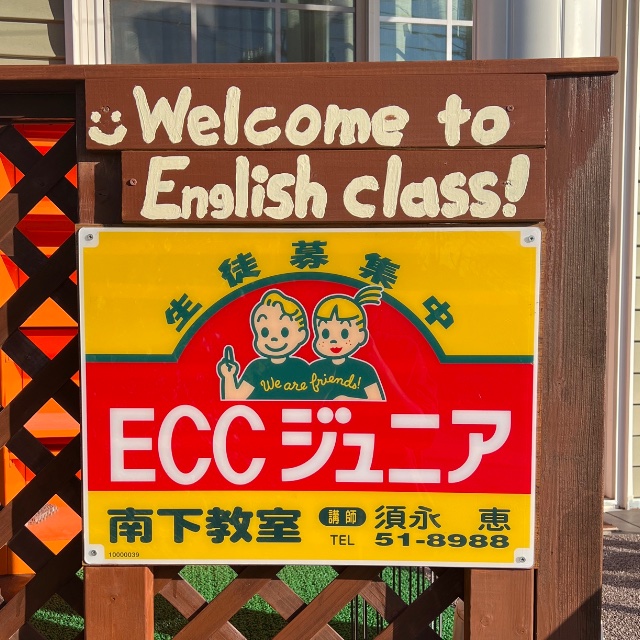 Welcome to
English class!
生徒募集中
We are friends!
ECCジュニア
南下教室 講師 須永 恵
TEL 51-8988
10000039